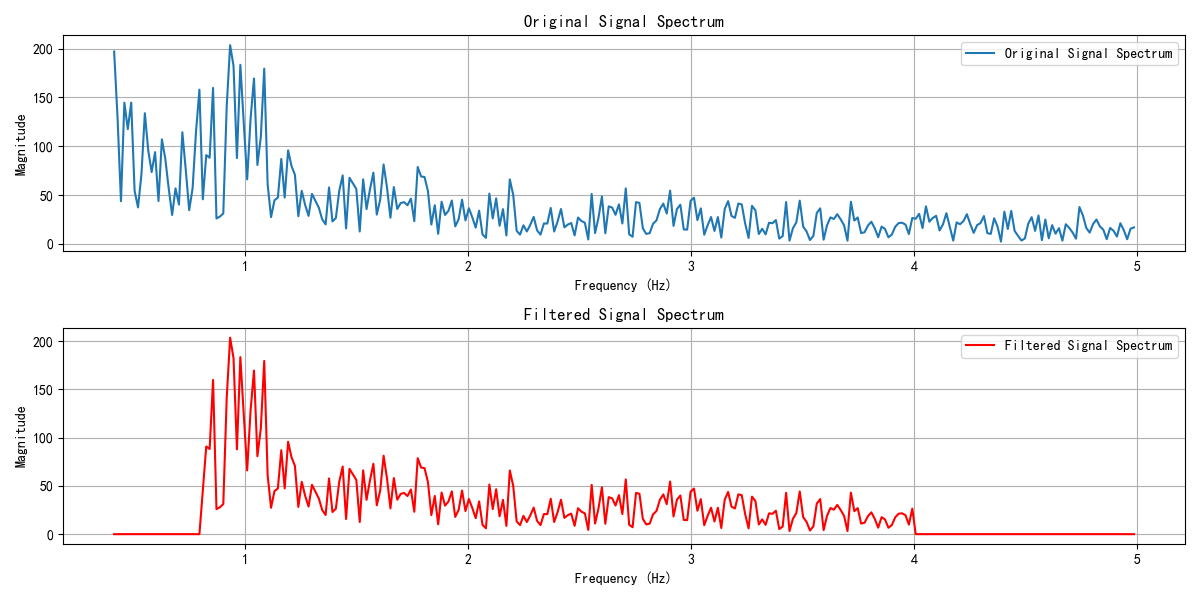 Original Signal Spectrum
200
150
100
50
0
Magnitude
Original Signal Spectrum
1
2
3
4
5
Frequency (Hz)
Filtered Signal Spectrum
200
150
100
50
0
Magnitude
Filtered Signal Spectrum
1
2
3
4
5
Frequency (Hz)